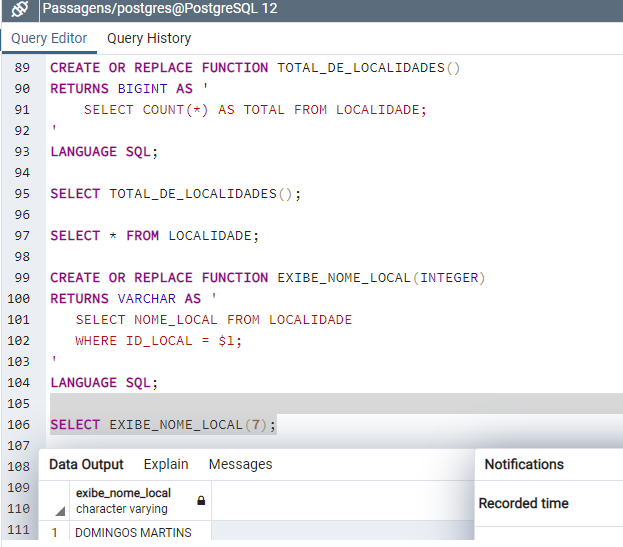 Passagens/postgres@PostgreSQL 12
Query Editor Query History
89 CREATE OR REPLACE FUNCTION TOTAL_DE_LOCALIDADES()
90 RETURNS BIGINT AS '
91 SELECT COUNT(*) AS TOTAL FROM LOCALIDADE;
92 '
93 LANGUAGE SQL;
94
95 SELECT TOTAL_DE_LOCALIDADES();
96
97 SELECT * FROM LOCALIDADE;
98
99 CREATE OR REPLACE FUNCTION EXIBE_NOME_LOCAL(INTEGER)
100 RETURNS VARCHAR AS '
101 SELECT NOME_LOCAL FROM LOCALIDADE
102 WHERE ID_LOCAL = $1;
103 '
104 LANGUAGE SQL;
105
106 SELECT EXIBE_NOME_LOCAL(7);
107
108
109
110
111
Data Output Explain Messages
Notifications
exibe_nome_local
character varying
Recorded time
1 DOMINGOS MARTINS